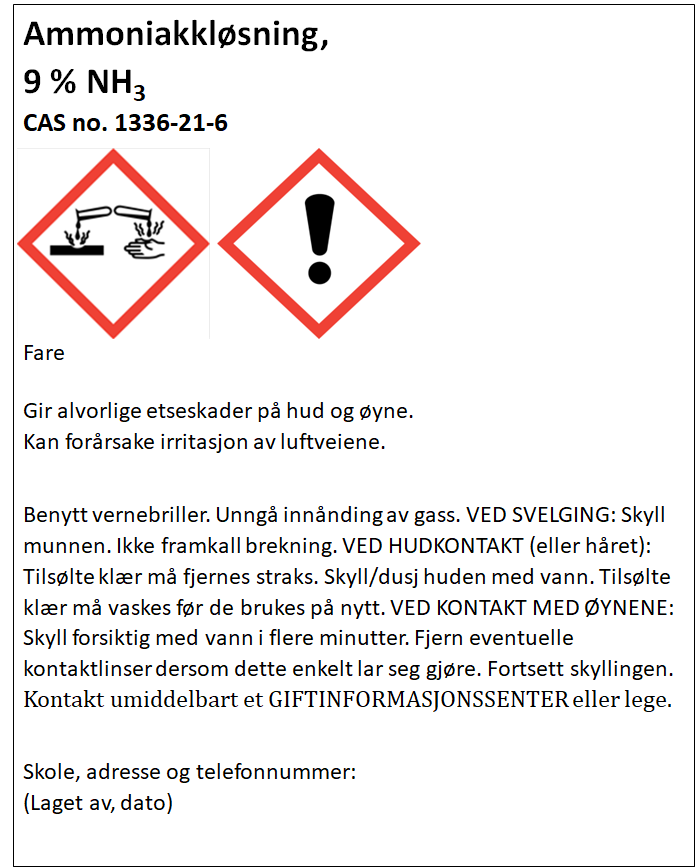 Ammoniakkløsning,
9 % NH₃
CAS no. 1336-21-6
Fare
Gir alvorlige etseskader på hud og øyne.
Kan forårsake irritasjon av luftveiene.
Benytt vernebriller. Unngå innånding av gass. VED SVELGING: Skyll
munnen. Ikke framkall brekning. VED HUDKONTAKT (eller håret):
Tilsølte klær må fjernes straks. Skyll/dusj huden med vann. Tilsølte
klær må vaskes før de brukes på nytt. VED KONTAKT MED ØYNENE:
Skyll forsiktig med vann i flere minutter. Fjern eventuelle
kontaktlinser dersom dette enkelt lar seg gjøre. Fortsett skyllingen.
Kontakt umiddelbart et GIFTINFORMASJONSSENTER eller lege.
Skole, adresse og telefonnummer:
(Laget av, dato)